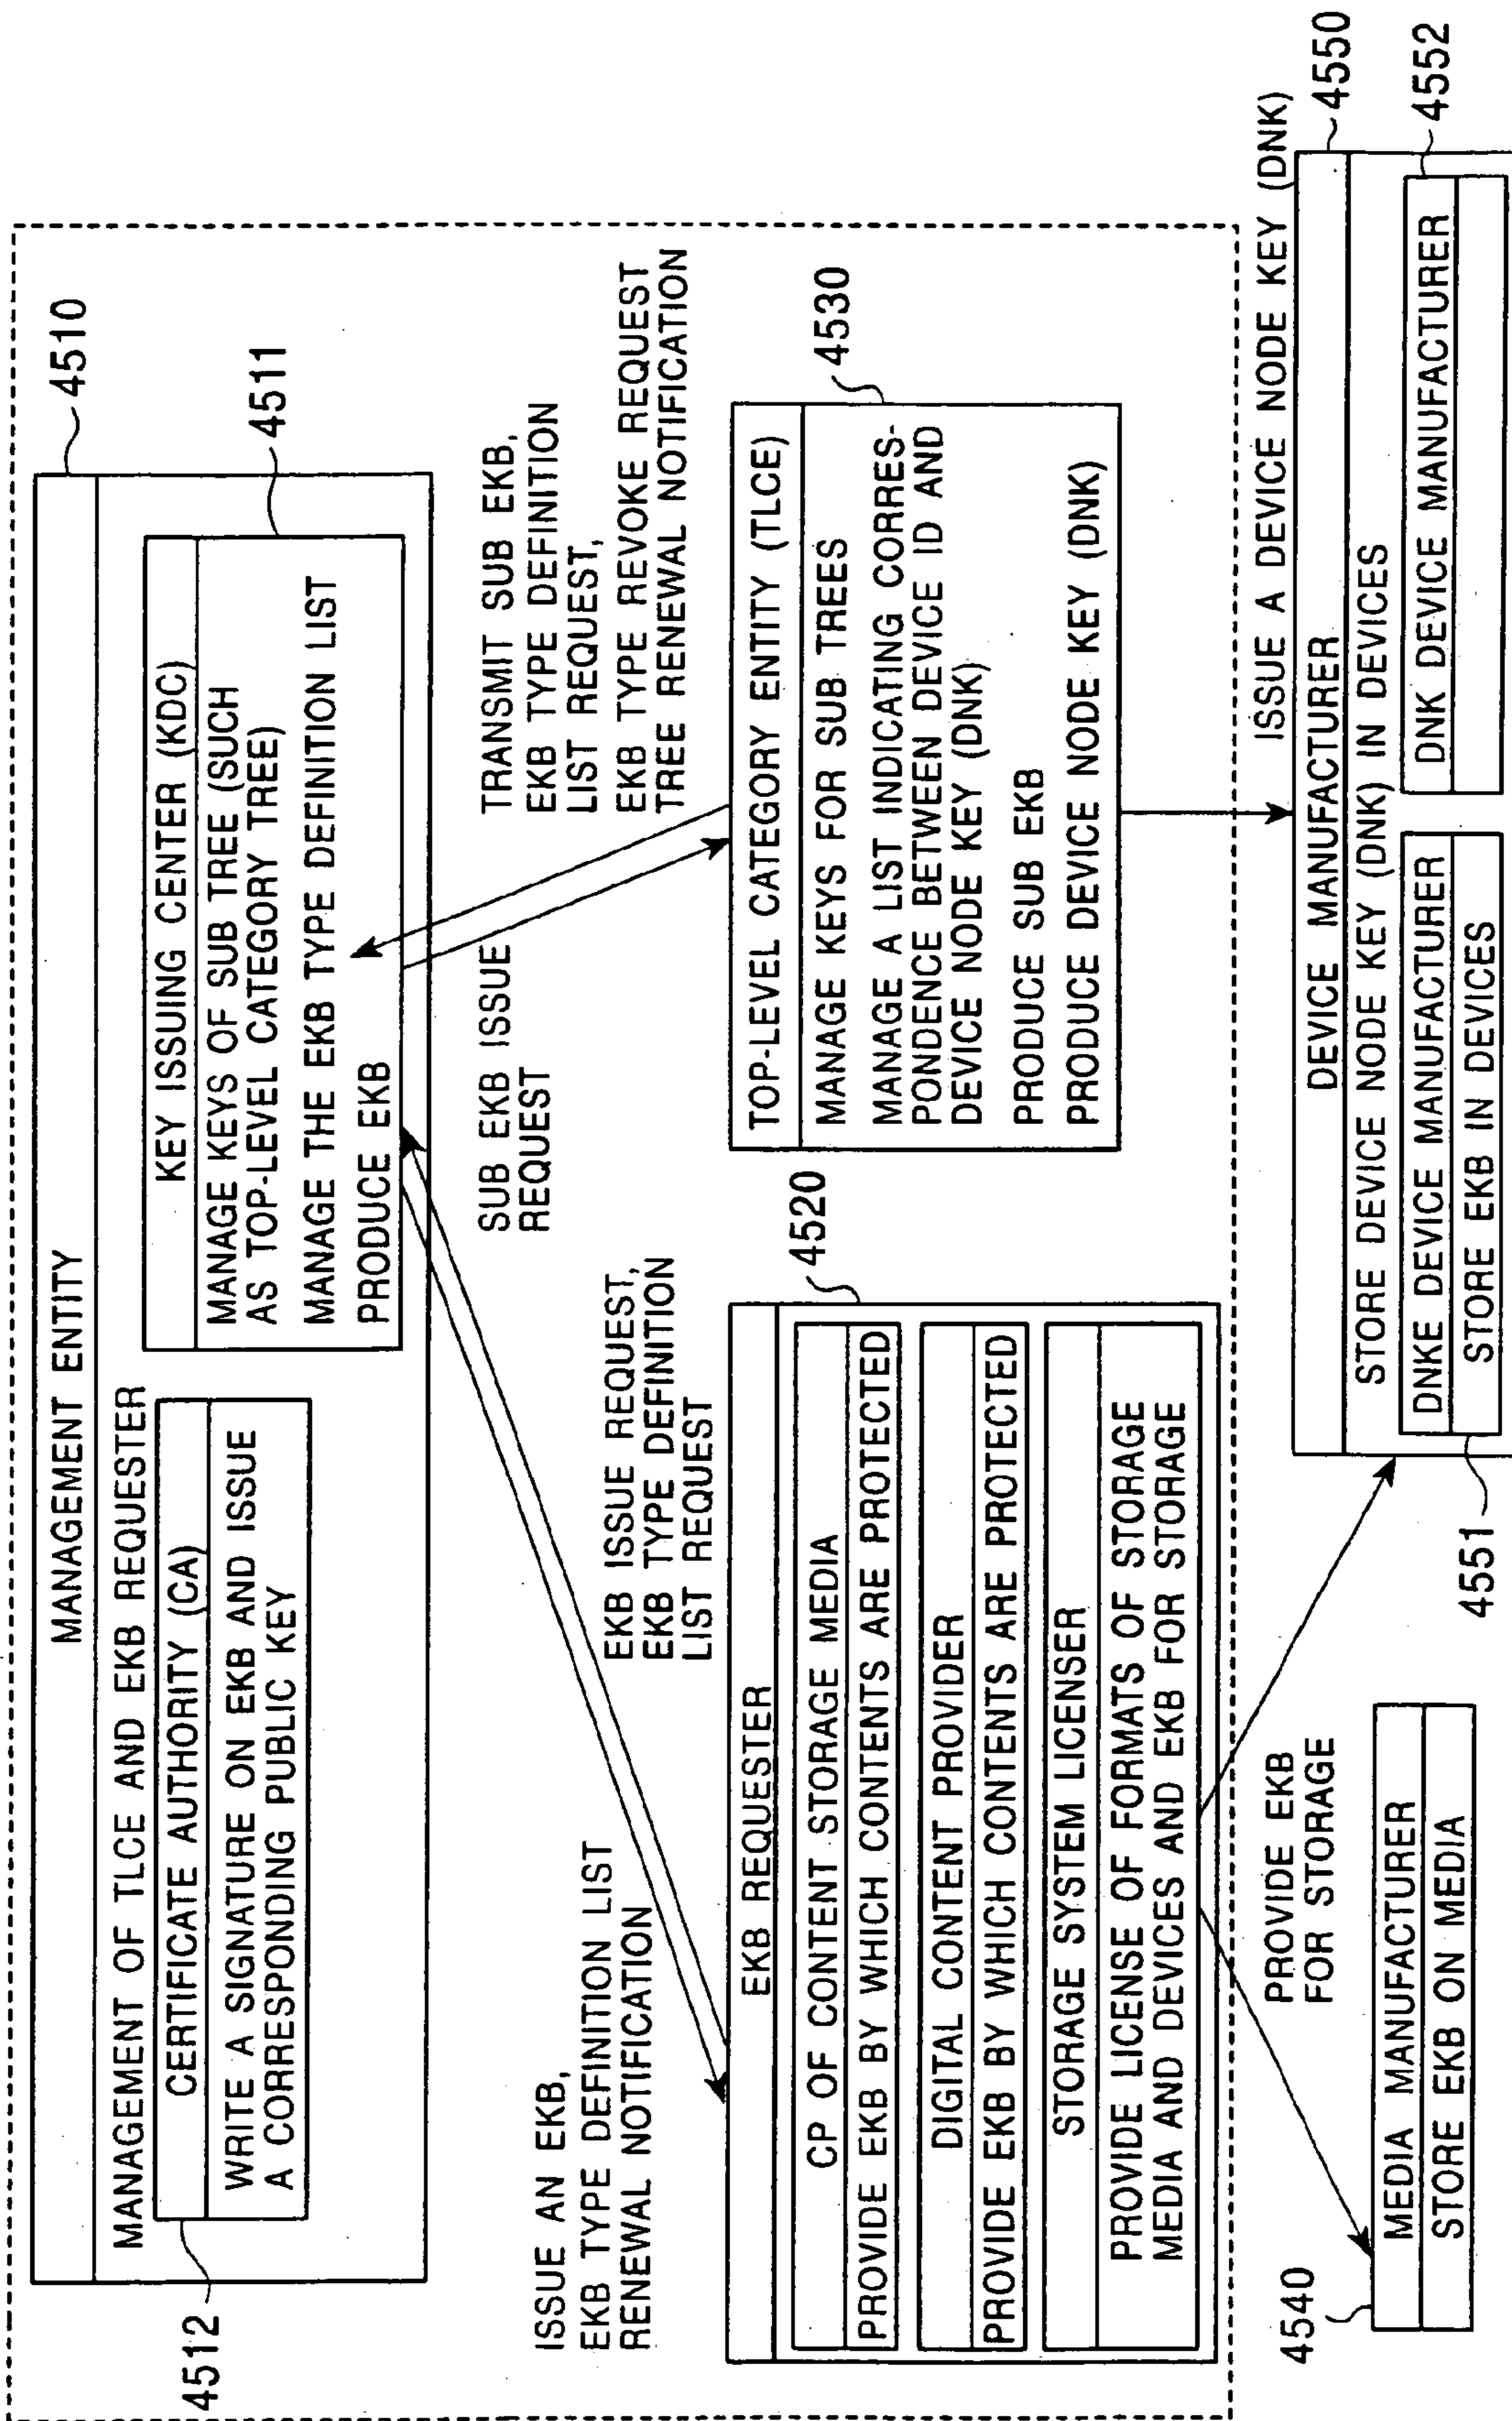 4510
MANAGEMENT ENTITY
MANAGEMENT OF TLCE AND EKB REQUESTER
4512
CERTIFICATE AUTHORITY (CA)
WRITE A SIGNATURE ON EKB AND ISSUE
A CORRESPONDING PUBLIC KEY
4511
KEY ISSUING CENTER (KDC)
MANAGE KEYS OF SUB TREE (SUCH
AS TOP-LEVEL CATEGORY TREE)
MANAGE THE EKB TYPE DEFINITION LIST
PRODUCE EKB
ISSUE AN EKB,
EKB TYPE DEFINITION LIST
RENEWAL NOTIFICATION
EKB ISSUE REQUEST,
EKB TYPE DEFINITION
LIST REQUEST
SUB EKB ISSUE
REQUEST
TRANSMIT SUB EKB,
EKB TYPE DEFINITION
LIST REQUEST,
EKB TYPE REVOKE REQUEST
TREE RENEWAL NOTIFICATION
4520
EKB REQUESTER
CP OF CONTENT STORAGE MEDIA
PROVIDE EKB BY WHICH CONTENTS ARE PROTECTED
DIGITAL CONTENT PROVIDER
PROVIDE EKB BY WHICH CONTENTS ARE PROTECTED
STORAGE SYSTEM LICENSER
PROVIDE LICENSE OF FORMATS OF STORAGE
MEDIA AND DEVICES AND EKB FOR STORAGE
4530
TOP-LEVEL CATEGORY ENTITY (TLCE)
MANAGE KEYS FOR SUB TREES
MANAGE A LIST INDICATING CORRES-
PONDENCE BETWEEN DEVICE ID AND
DEVICE NODE KEY (DNK)
PRODUCE SUB EKB
PRODUCE DEVICE NODE KEY (DNK)
PROVIDE EKB
FOR STORAGE
ISSUE A DEVICE NODE KEY (DNK)
4540
MEDIA MANUFACTURER
STORE EKB ON MEDIA
4550
DEVICE MANUFACTURER
STORE DEVICE NODE KEY (DNK) IN DEVICES
4551
DNKE DEVICE MANUFACTURER
STORE EKB IN DEVICES
4552
DNK DEVICE MANUFACTURER